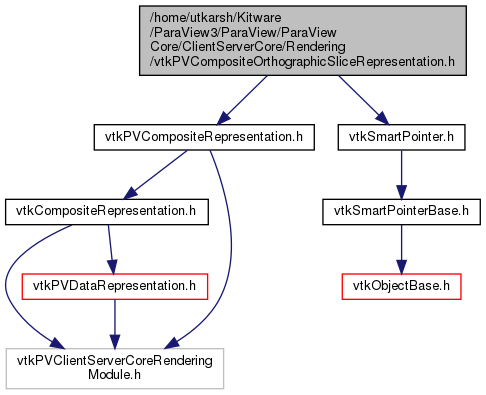 /home/utkarsh/Kitware
/ParaView3/ParaView/ParaView
Core/ClientServerCore/Rendering
/vtkPVCompositeOrthographicSliceRepresentation.h
vtkPVCompositeRepresentation.h
vtkSmartPointer.h
vtkCompositeRepresentation.h
vtkSmartPointerBase.h
vtkPVDataRepresentation.h
vtkObjectBase.h
vtkPVClientServerCoreRendering
Module.h